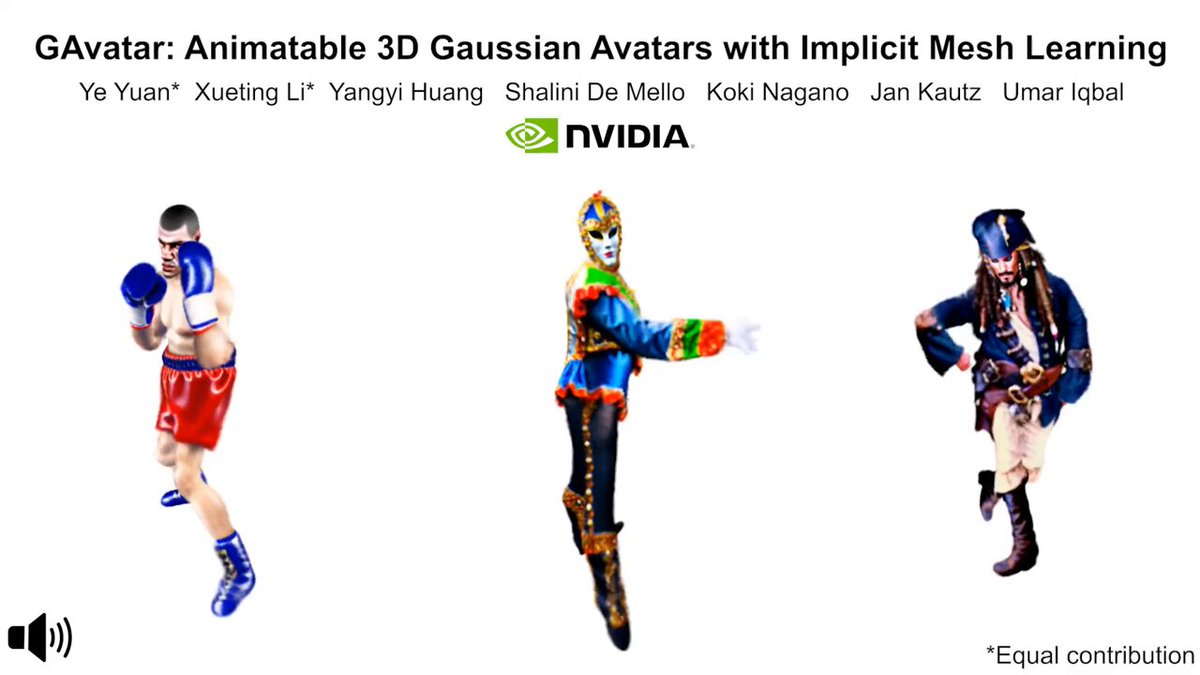 GAvatar: Animatable 3D Gaussian Avatars with Implicit Mesh Learning
Ye Yuan* Xueting Li* Yangyi Huang Shalini De Mello Koki Nagano Jan Kautz Umar Iqbal
NVIDIA®
*Equal contribution